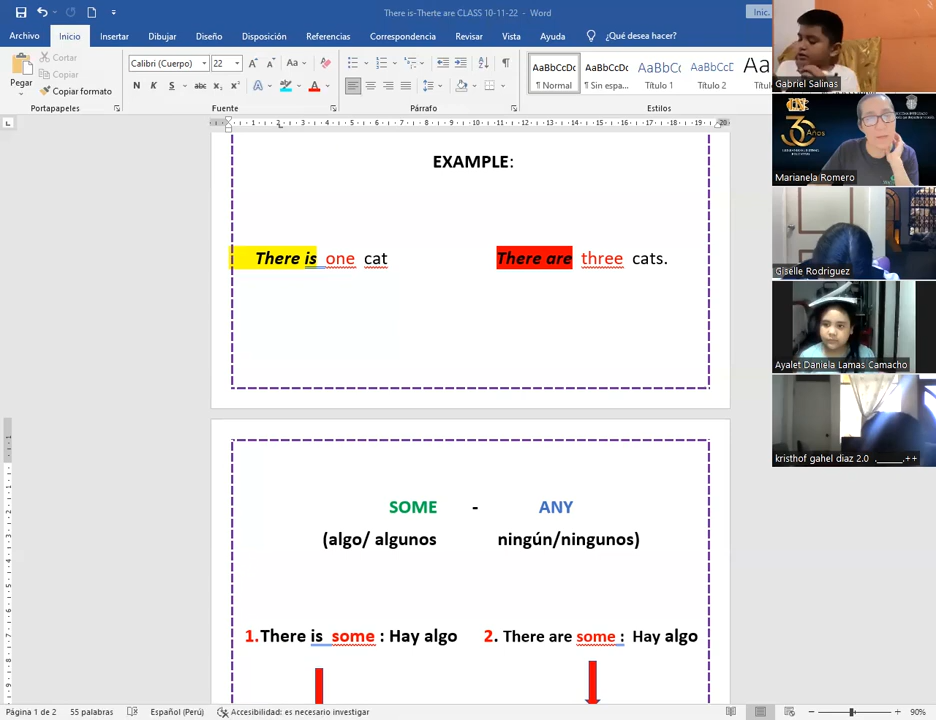 There is-Therte are CLASS 10-11-22 - Word
Inic.
Archivo Inicio Insertar Dibujar Diseño Disposición Referencias Correspondencia Revisar Vista Ayuda ¿Qué desea hacer?
Pegar
Cortar
Copiar
Copiar formato
Portapapeles
Calibri (Cuerpo) 22
Fuente
Párrafo
AaBbCcDc AaBbCcDc AaBbCc AaBbCcD
¶ Normal ¶ Sin espa... Título 1 Título 2
Estilos
EXAMPLE:
There is one cat There are three cats.
SOME - ANY
(algo/ algunos ningún/ningunos)
1.There is some : Hay algo 2. There are some : Hay algo
Gabriel Salinas
30 Años
Marianela Romero
Giselle Rodriguez
Ayalet Daniela Lamas Camacho
kristhof gahel diaz 2.0 ._____.++
Página 1 de 2 55 palabras Español (Perú) Accesibilidad: es necesario investigar 90%